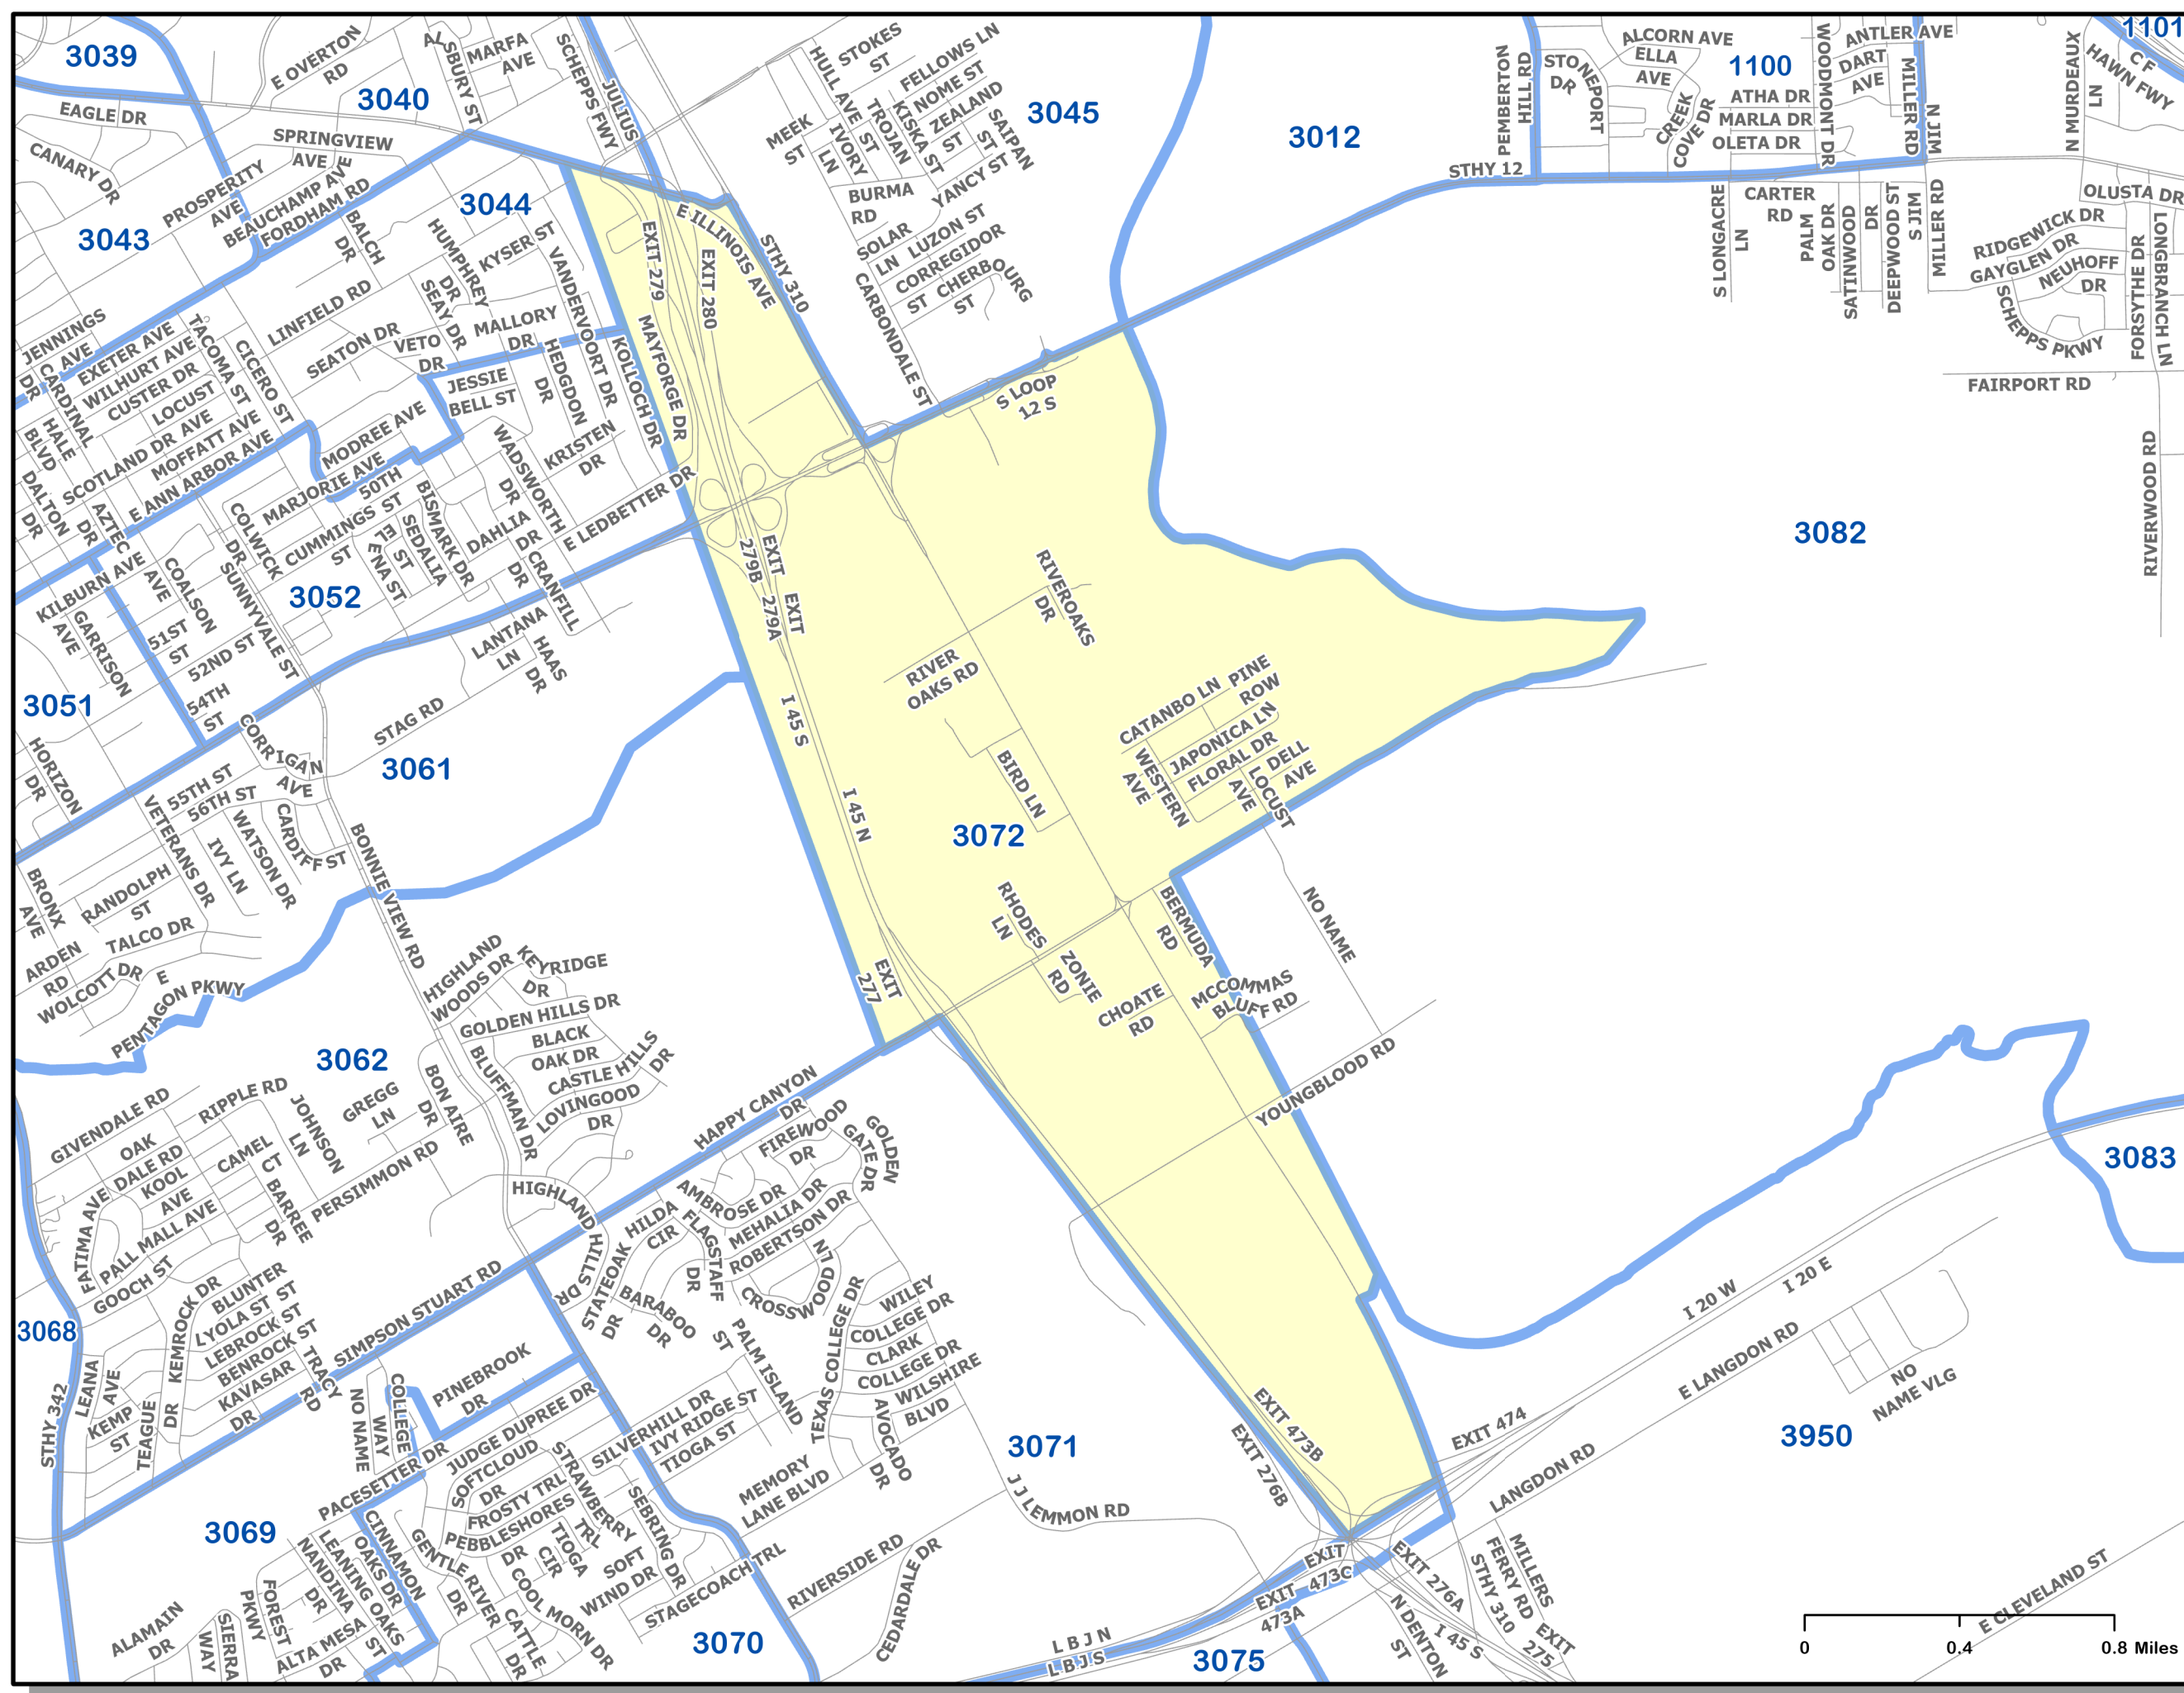 3039
3040
3043
3044
3045
3012
1100
1101
3082
3052
3051
3061
3072
3062
3068
3069
3070
3071
3075
3083
3950
E OVERTON
RD
AL
SBURY ST
MARFA
AVE
SCHEPPS FWY
JULIUS
EAGLE DR
CANARY DR
SPRINGVIEW
AVE
PROSPERITY
AVE
BEAUCHAMP AVE
FORDHAM RD
BALCH
DR
HUMPHREY
DR
KYSER ST
VANDERVOORT DR
LINFIELD RD
SEATON DR
SEAY DR
VETO
DR
MALLORY
DR
JESSIE
BELL ST
HEDGDON
DR
KOLLOCH DR
MAYFORGE DR
JENNINGS
AVE
CARDINAL
DR
EXETER AVE
WILHURT AVE
CUSTER DR
LOCUST
TACOMA ST
CICERO ST
SCOTLAND DR AVE
MOFFATT AVE
E ANN ARBOR AVE
HALE
BLVD
DALTON
DR
AZTEC
DR
MODREE AVE
MARJORIE AVE
50TH
CUMMINGS ST
ST
BISMARK DR
SEDALIA
ST
EL
ENA ST
DAHLIA
DR
WADSWORTH
DR
KRISTEN
DR
E LEDBETTER DR
CRANFILL
DR
COLWICK
DR
SUNNYVALE ST
COALSON
AVE
KILBURN AVE
GARRISON
AVE
51ST
ST
52ND ST
54TH
ST
LANTANA
LN
HAAS
DR
STAG RD
CORRIGAN
AVE
HORIZON
DR
55TH ST
56TH ST
VETERANS DR
IVY LN
WATSON DR
CARDIFF ST
BONNIE VIEW RD
BRONX
AVE
RANDOLPH
ST
TALCO DR
ARDEN
RD
WOLCOTT DR
E
PENTAGON PKWY
HIGHLAND
WOODS DR
KEYRIDGE
DR
GOLDEN HILLS DR
BLACK
OAK DR
CASTLE HILLS
DR
LOVINGOOD
DR
BLUFFMAN DR
BON AIRE
DR
GREGG
LN
JOHNSON
LN
GIVENDALE RD
RIPPLE RD
OAK
DALE RD
KOOL
AVE
CAMEL
CT
BARREE
DR
PERSIMMON RD
FATIMA AVE
PALL MALL AVE
GOOCH ST
HIGHLAND HILLS DR
HAPPY CANYON
DR
FIREWOOD
DR
GOLDEN
GATE DR
AMBROSE DR
MEHALIA DR
ROBERTSON DR
HILDA
CIR
FLAGSTAFF
DR
STATEOAK
DR
BARABOO
DR
CROSSWOOD LN
PALM ISLAND
ST
TEXAS COLLEGE DR
WILEY
COLLEGE DR
CLARK
COLLEGE DR
WILSHIRE
BLVD
AVOCADO
DR
KEMROCK DR
BLUNTER
ST
LYOLA ST
LEBROCK ST
BENROCK ST
KAVASAR
DR
TRACY
RD
SIMPSON STUART RD
STHY 342
LEANA
AVE
KEMP
ST
TEAGUE
DR
NO NAME
COLLEGE
WAY
PINEBROOK
DR
PACESETTER DR
JUDGE DUPREE DR
SOFTCLOUD
DR
FROSTY TRL
PEBBLESHORES
DR
STRAWBERRY
TRL
SILVERHILL DR
IVY RIDGE ST
TIOGA ST
TIOGA
CIR
SEBRING DR
SOFT
WIND DR
STAGECOACH TRL
MEMORY
LANE BLVD
CINNAMON
OAKS DR
LEANING OAKS
ST
NANDINA
DR
GENTLE RIVER
DR
COOL MORN DR
CATTLE
DR
ALTA MESA
DR
FOREST
PKWY
SIERRA
WAY
ALAMAIN
DR
RIVERSIDE RD
CEDARDALE DR
J J LEMMON RD
L B J N
L B J S
EXIT
473A
EXIT
473C
EXIT 276B
EXIT 473B
EXIT 474
EXIT 276A
N DENTON
ST
I 45 S
STHY 310
MILLERS
FERRY RD
EXIT
275
LANGDON RD
E LANGDON RD
NO
NAME VLG
I 20 W
I 20 E
E CLEVELAND ST
STOKES
ST
HULL AVE ST
FELLOWS LN
NOME ST
KISKA ST
ZEALAND
ST
TROJAN
SAIPAN
ST
IVORY
LN
MEEK
ST
BURMA
RD
YANCY ST
SOLAR
LN
LUZON ST
CORREGIDOR
ST
CHERBOURG
ST
CARBONDALE ST
E ILLINOIS AVE
STHY 310
EXIT 279
EXIT 280
S LOOP
12 S
STHY 12
PEMBERTON
HILL RD
STONEPORT
DR
ALCORN AVE
ELLA
AVE
CREEK
COVE DR
ATHA DR
MARLA DR
OLETA DR
WOODMONT DR
ANTLER AVE
DART
AVE
N JIM
MILLER RD
N MURDEAUX
LN
C F
HAWN FWY
S LONGACRE
LN
CARTER
RD
PALM
OAK DR
SATINWOOD
DR
DEEPWOOD ST
S JIM
MILLER RD
OLUSTA DR
RIDGEWICK DR
GAYGLEN DR
NEUHOFF
DR
SCHEPPS PKWY
FORSYTHE DR
LONGBRANCH LN
FAIRPORT RD
RIVERWOOD RD
EXIT
279B
EXIT
279A
I 45 S
I 45 N
EXIT
277
RIVEROAKS
DR
RIVER
OAKS RD
BIRD LN
CATANBO LN
PINE
ROW
JAPONICA LN
FLORAL DR
WESTERN
AVE
DELL
AVE
LOCUST
AVE
NO NAME
RHODES
LN
ZONIE
RD
BERMUDA
RD
CHOATE
RD
MCCOMMAS
BLUFF RD
YOUNGBLOOD RD
0
0.4
0.8 Miles